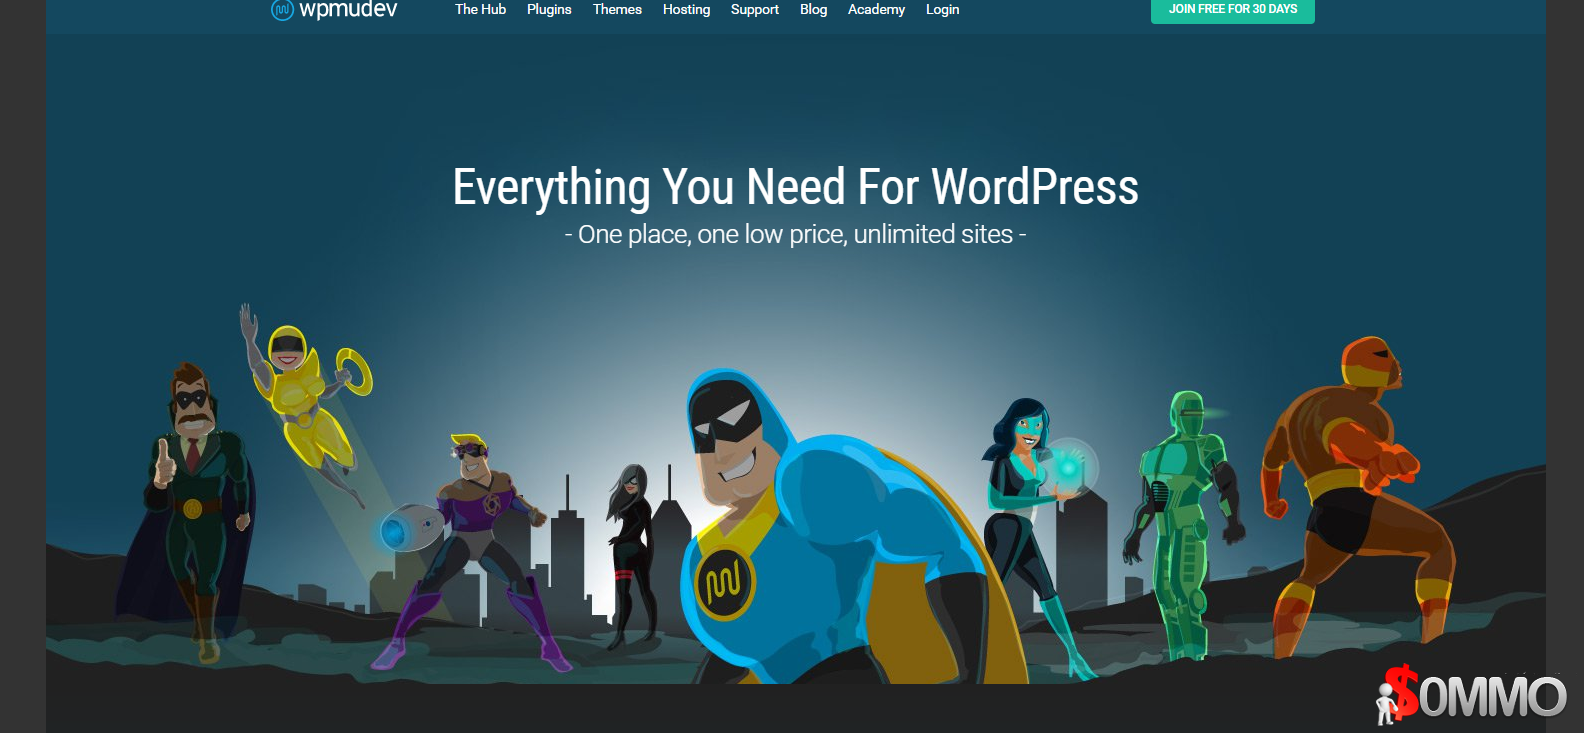 wpmudev
The Hub Plugins Themes Hosting Support Blog Academy Login
JOIN FREE FOR 30 DAYS
Everything You Need For WordPress
- One place, one low price, unlimited sites -
$0MMO